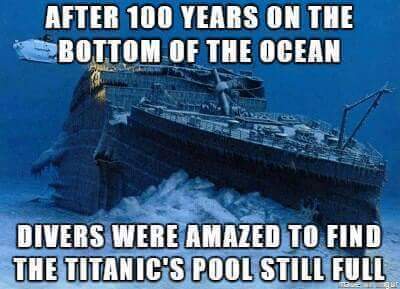 AFTER 100 YEARS ON THE
BOTTOM OF THE OCEAN
DIVERS WERE AMAZED TO FIND
THE TITANIC'S POOL STILL FULL